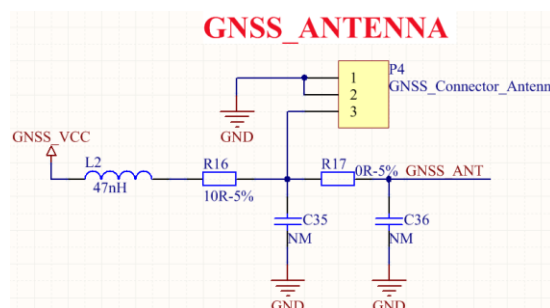 GNSS_ANTENNA
P4
1
2
3
GNSS_Connector_Antenn
GND
GNSS_VCC
L2
47nH
R16
10R-5%
R17
0R-5%
GNSS_ANT
C35
NM
C36
NM
GND
GND